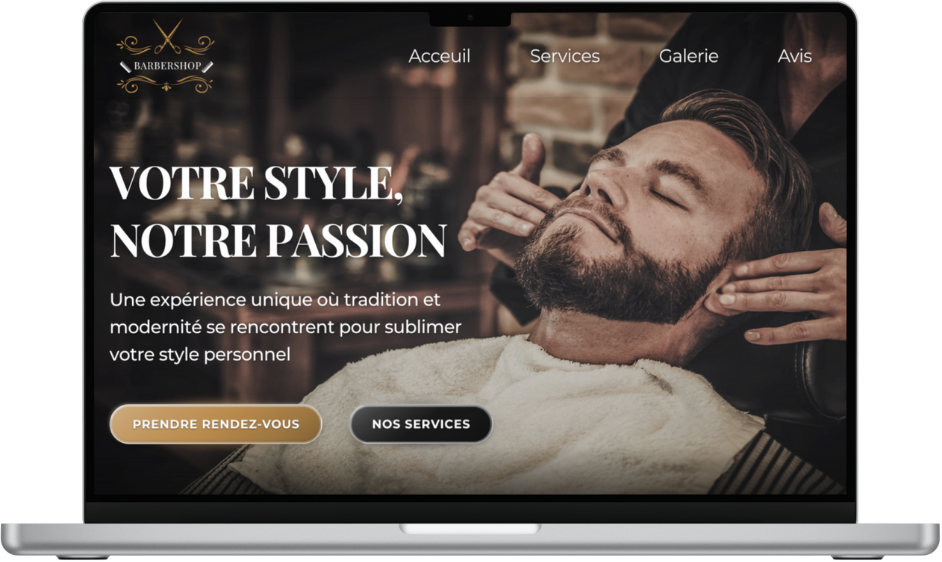 BARBERSHOP
Acceuil Services Galerie Avis
VOTRE STYLE,
NOTRE PASSION
Une expérience unique où tradition et
modernité se rencontrent pour sublimer
votre style personnel
PRENDRE RENDEZ-VOUS NOS SERVICES